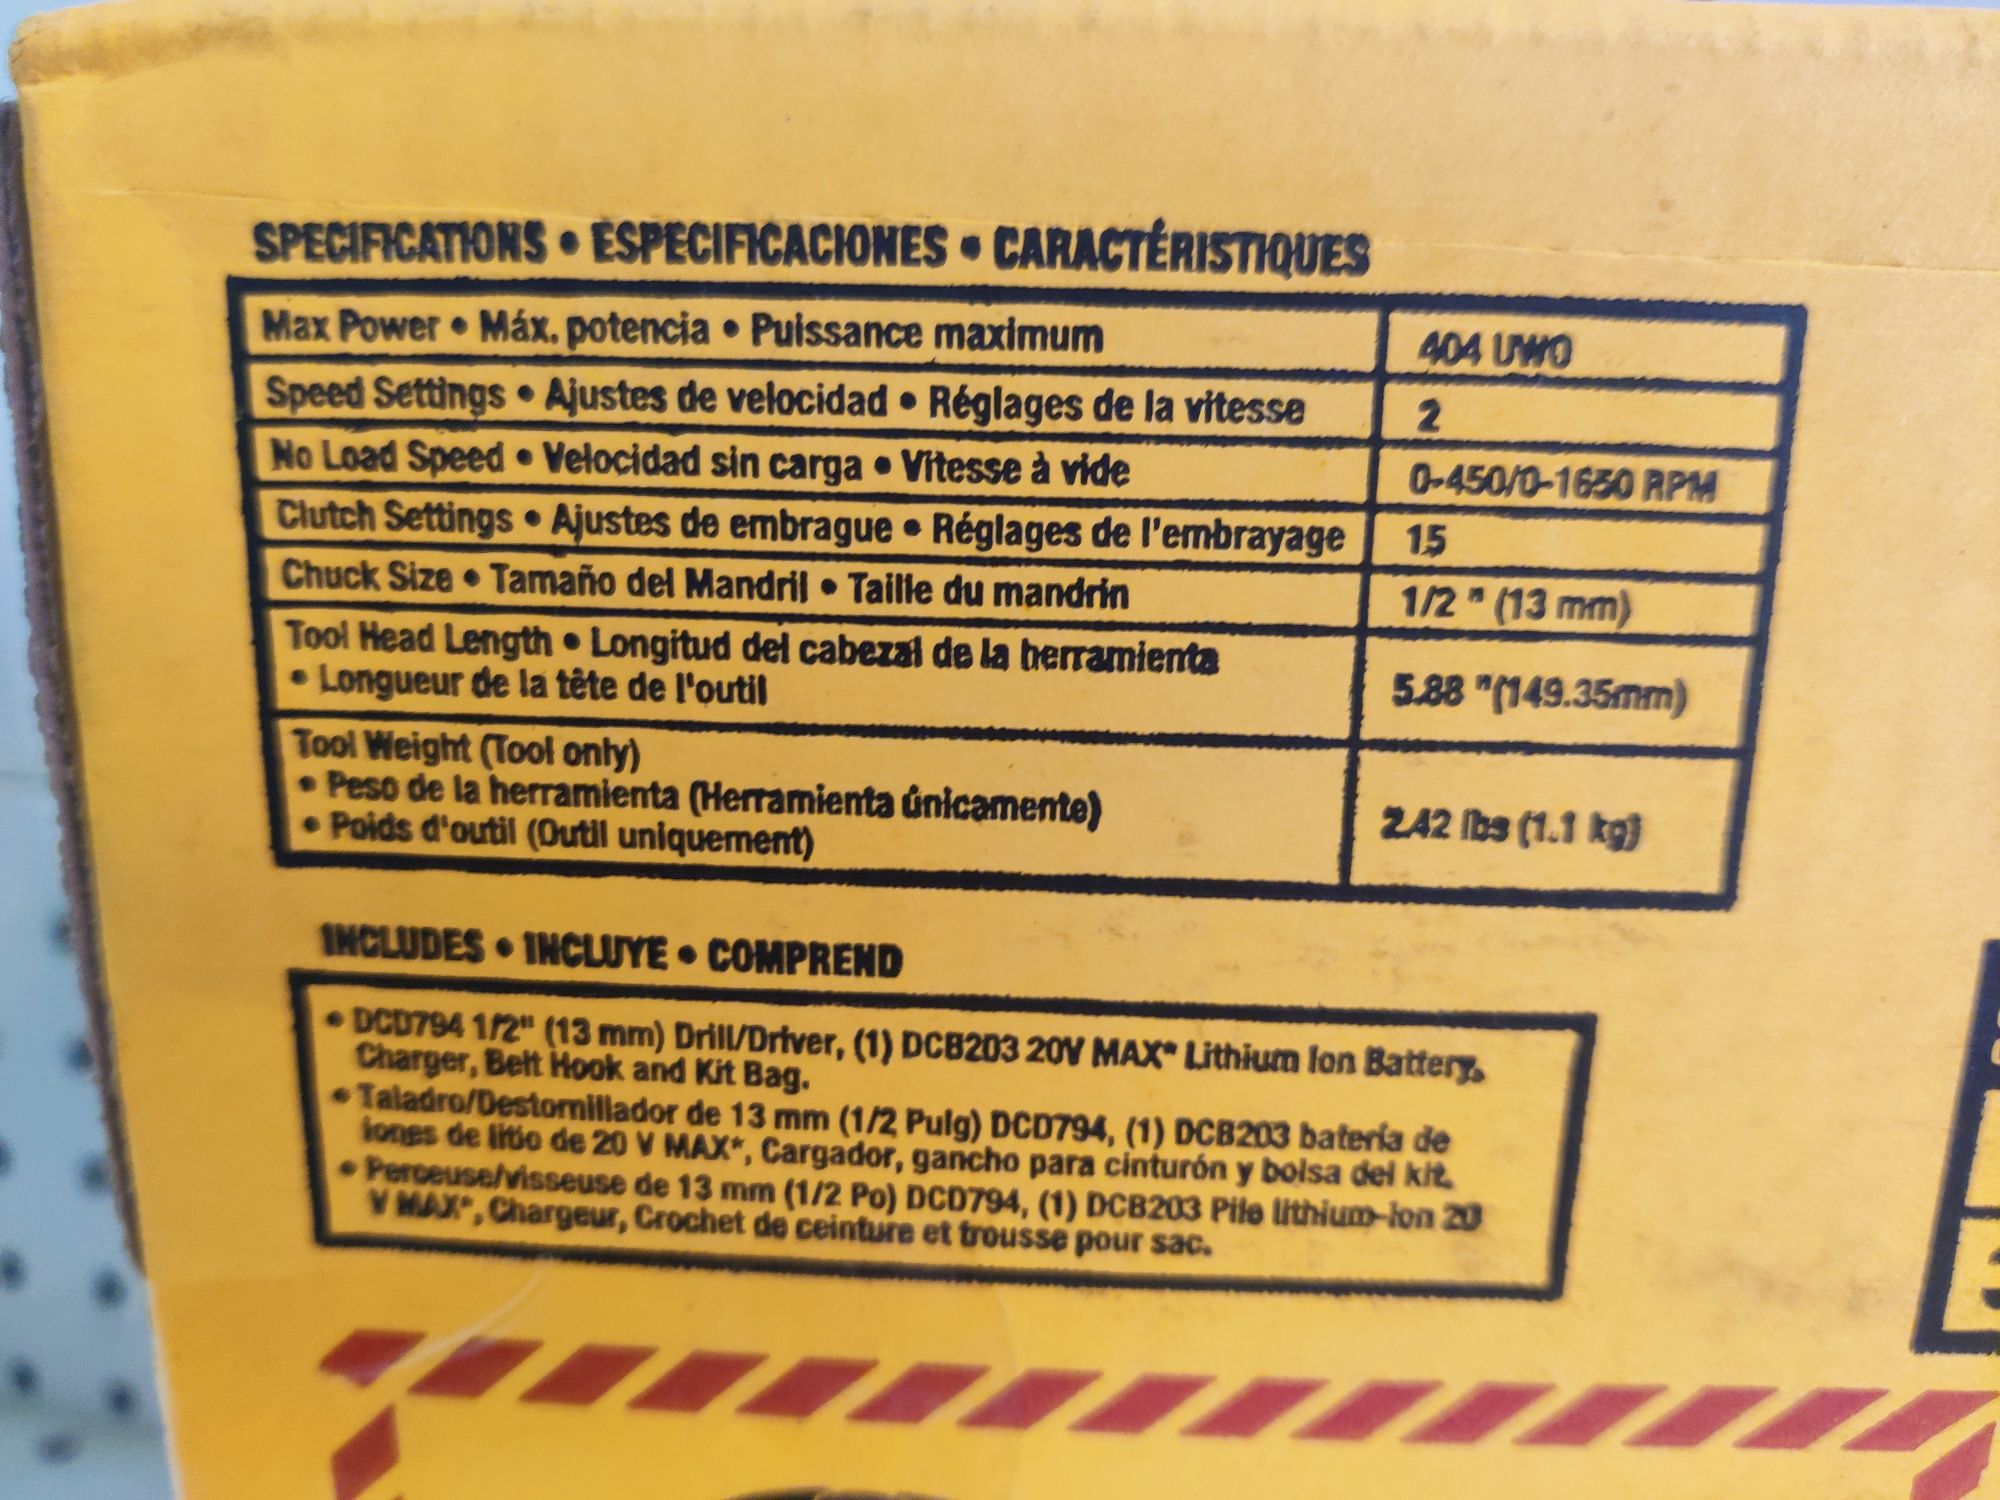 SPECIFICATIONS • ESPECIFICACIONES • CARACTÉRISTIQUES
Max Power • Máx. potencia • Puissance maximum 404 UWO
Speed Settings • Ajustes de velocidad • Réglages de la vitesse 2
No Load Speed • Velocidad sin carga • Vitesse à vide 0-450/0-1650 RPM
Clutch Settings • Ajustes de embrague • Réglages de l'embrayage 15
Chuck Size • Tamaño del Mandril • Taille du mandrin 1/2 " (13 mm)
Tool Head Length • Longitud del cabezal de la herramienta
• Longueur de la tête de l'outil 5.88 "(149.35mm)
Tool Weight (Tool only)
• Peso de la herramienta (Herramienta únicamente) 2.42 lbs (1.1 kg)
• Poids d'outil (Outil uniquement)
INCLUDES • INCLUYE • COMPREND
• DCD794 1/2" (13 mm) Drill/Driver, (1) DCB203 20V MAX* Lithium Ion Battery,
Charger, Belt Hook and Kit Bag.
• Taladro/Destornillador de 13 mm (1/2 Pulg) DCD794, (1) DCB203 batería de
iones de litio de 20 V MAX*, Cargador, gancho para cinturón y bolsa del kit.
• Perceuse/visseuse de 13 mm (1/2 Po) DCD794, (1) DCB203 Pile lithium-Ion 20
V MAX*, Chargeur, Crochet de ceinture et trousse pour sac.